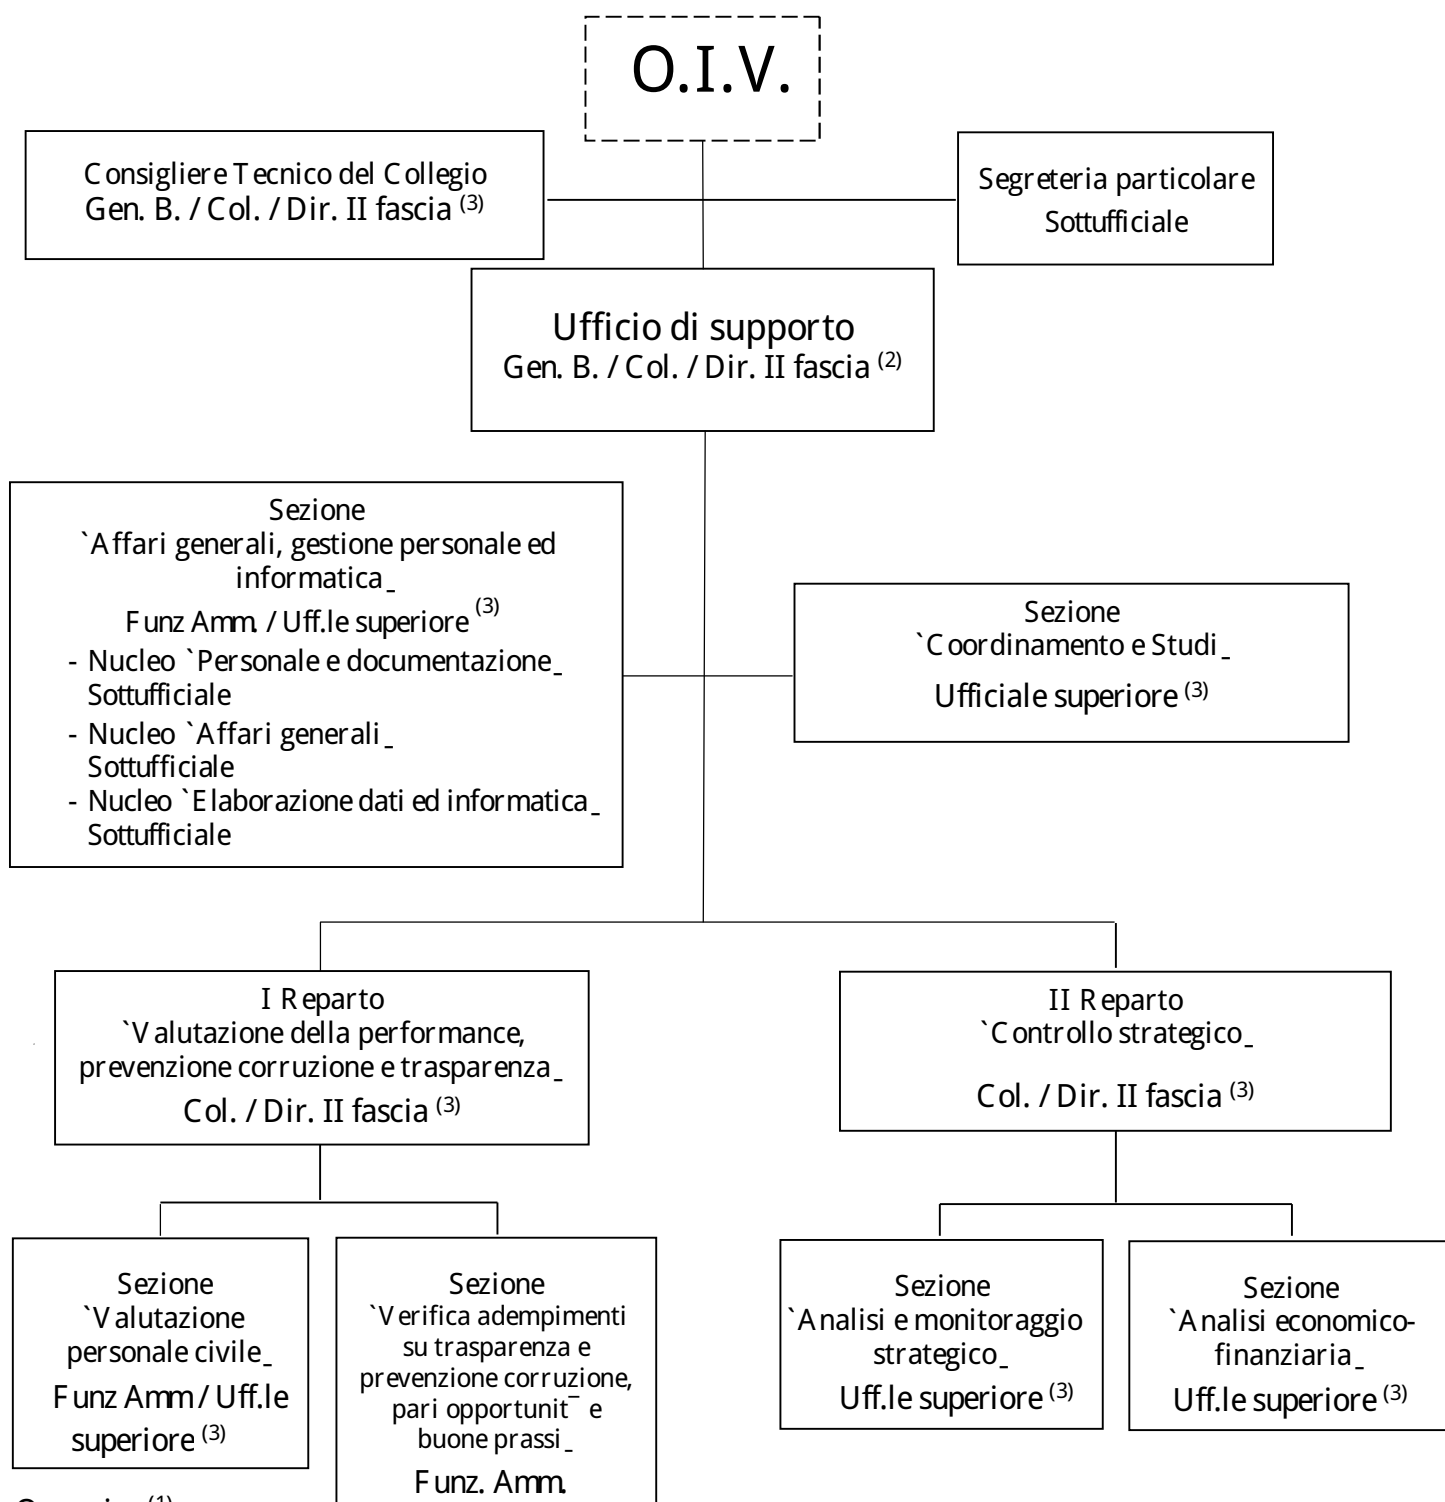 O.I.V.
Consigliere Tecnico del Collegio
Gen. B. / Col. / Dir. II fascia (3)
Segreteria particolare
Sottufficiale
Ufficio di supporto
Gen. B. / Col. / Dir. II fascia (2)
Sezione
`Affari generali, gestione personale ed
informatica_
Funz Amm. / Uff.le superiore (3)
- Nucleo `Personale e documentazione_
Sottufficiale
- Nucleo `Affari generali_
Sottufficiale
- Nucleo `Elaborazione dati ed informatica_
Sottufficiale
Sezione
`Coordinamento e Studi_
Ufficiale superiore (3)
I Reparto
`Valutazione della performance,
prevenzione corruzione e trasparenza_
Col. / Dir. II fascia (3)
II Reparto
`Controllo strategico_
Col. / Dir. II fascia (3)
Sezione
`Valutazione
personale civile_
Funz Amm / Uff.le
superiore (3)
Sezione
`Verifica adempimenti
su trasparenza e
prevenzione corruzione,
pari opportunit¯ e
buone prassi_
Funz. Amm.
Sezione
`Analisi e monitoraggio
strategico_
Uff.le superiore (3)
Sezione
`Analisi economico-
finanziaria_
Uff.le superiore (3)
(1)